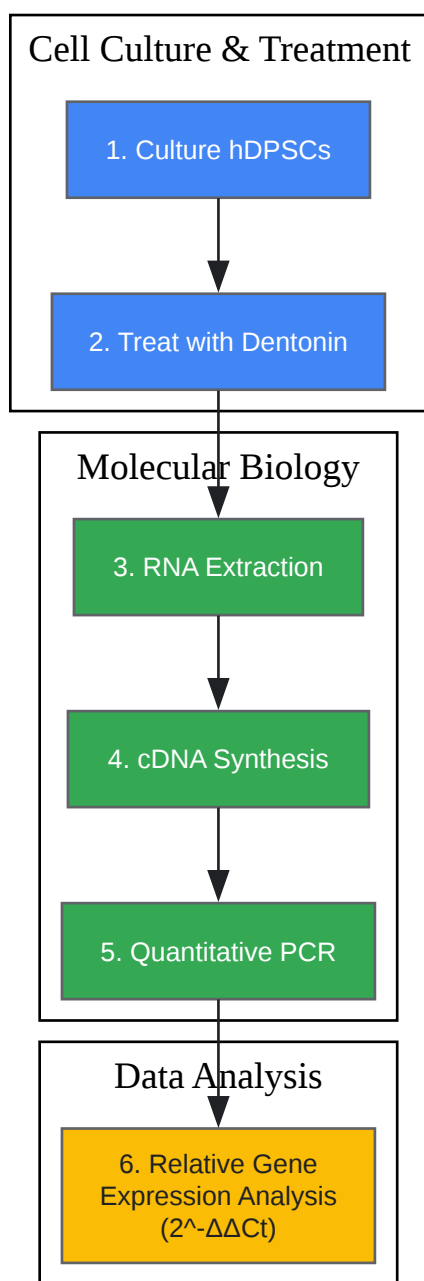 Cell Culture & Treatment
1. Culture hDPSCs
2. Treat with Dentonin
Molecular Biology
3. RNA Extraction
4. cDNA Synthesis
5. Quantitative PCR
Data Analysis
6. Relative Gene
Expression Analysis
(2^-ΔΔCt)